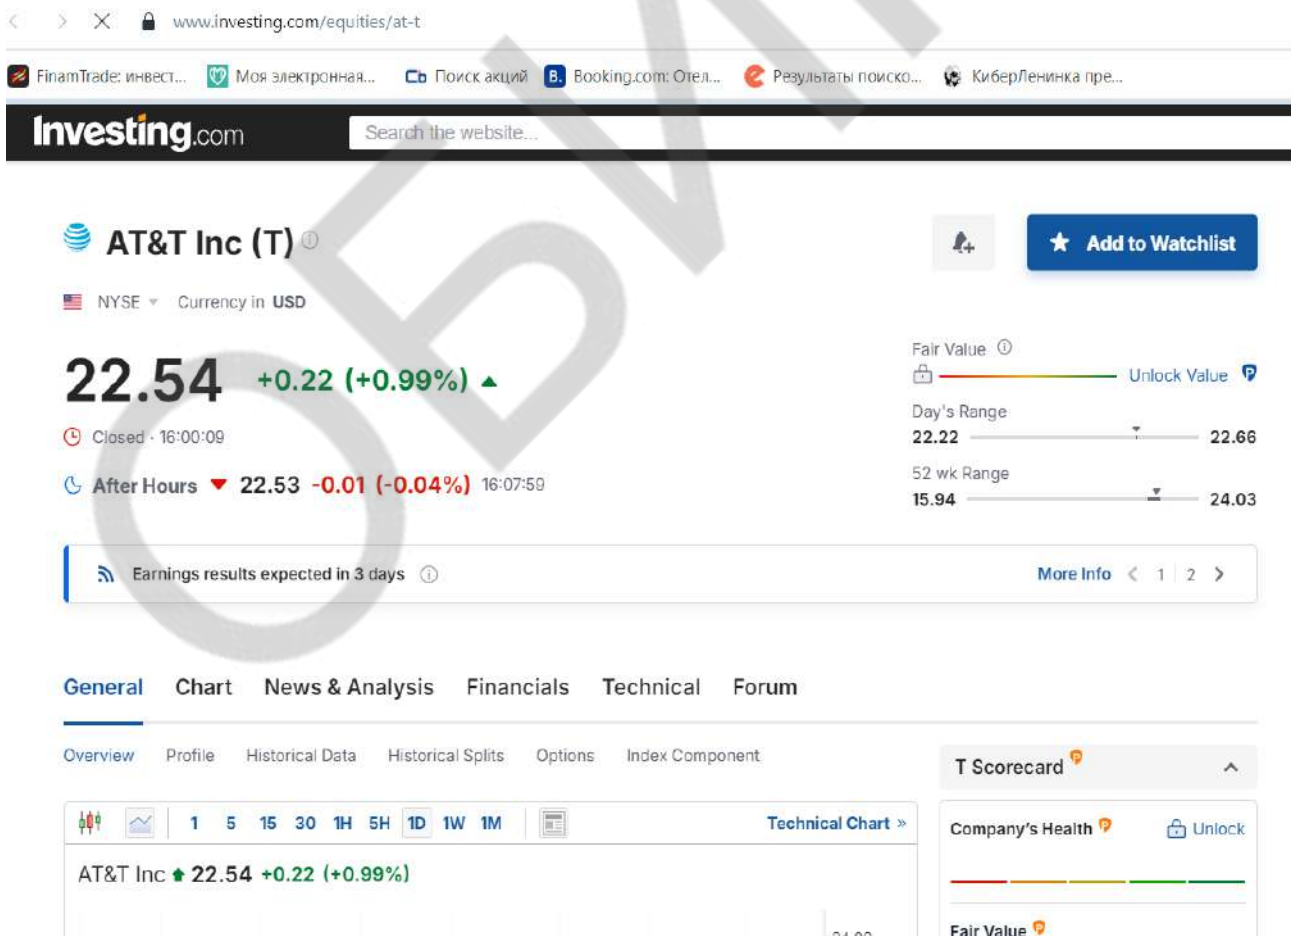 www.investing.com/equities/at-t
FinamTrade: инвест... Моя электронная... Сь Поиск акций B. Booking.com: Отел... Результаты поиско... КиберЛенинка пре...
Investing.com Search the website...
AT&T Inc (T)
Add to Watchlist
NYSE Currency in USD
22.54 +0.22 (+0.99%)
Closed · 16:00:09
After Hours 22.53 -0.01 (-0.04%) 16:07:59
Fair Value
Unlock Value
Day's Range
22.22 22.66
52 wk Range
15.94 24.03
Earnings results expected in 3 days More Info 1 2
General Chart News & Analysis Financials Technical Forum
Overview Profile Historical Data Historical Splits Options Index Component
1 5 15 30 1H 5H 1D 1W 1M Technical Chart »
AT&T Inc 22.54 +0.22 (+0.99%)
T Scorecard
Company's Health Unlock
Fair Value